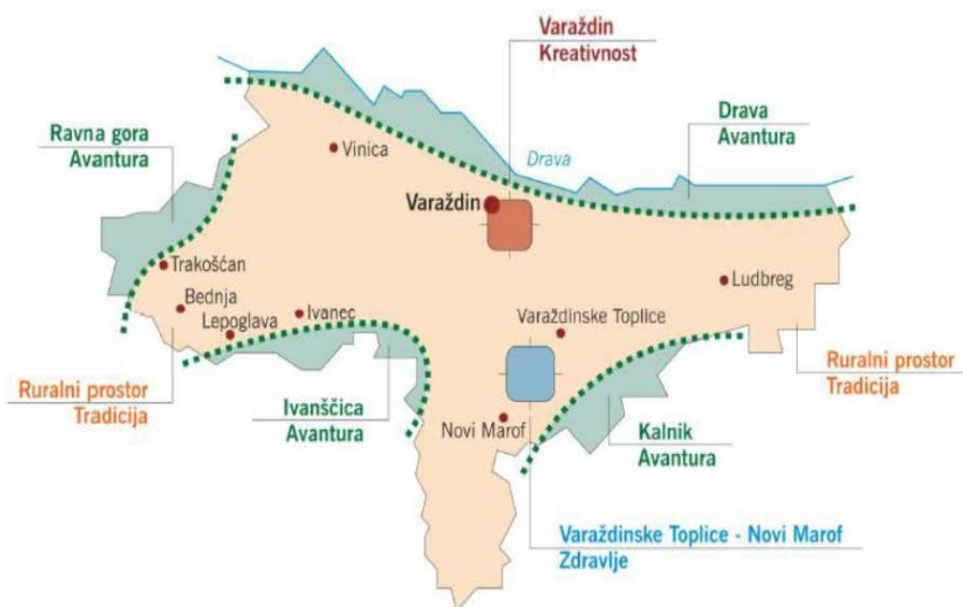 Varaždin
Kreativnost
Ravna gora
Avantura
Drava
Avantura
Vinica
Drava
Varaždin
Trakošćan
Bednja
Lepoglava
Ivanec
Ludbreg
Varaždinske Toplice
Ruralni prostor
Tradicija
Ivanščica
Avantura
Novi Marof
Kalnik
Avantura
Ruralni prostor
Tradicija
Varaždinske Toplice - Novi Marof
Zdravlje